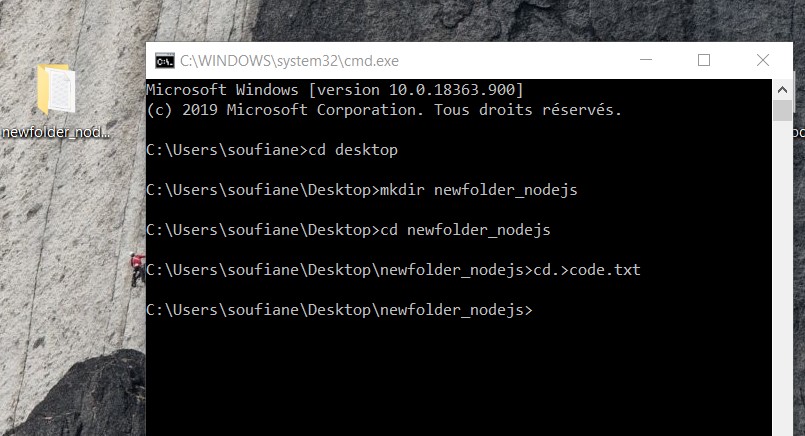 C:\WINDOWS\system32\cmd.exe
Microsoft Windows [version 10.0.18363.900]
(c) 2019 Microsoft Corporation. Tous droits réservés.
C:\Users\soufiane>cd desktop
C:\Users\soufiane\Desktop>mkdir newfolder_nodejs
C:\Users\soufiane\Desktop>cd newfolder_nodejs
C:\Users\soufiane\Desktop\newfolder_nodejs>cd.>code.txt
C:\Users\soufiane\Desktop\newfolder_nodejs>
newfolder_nod...